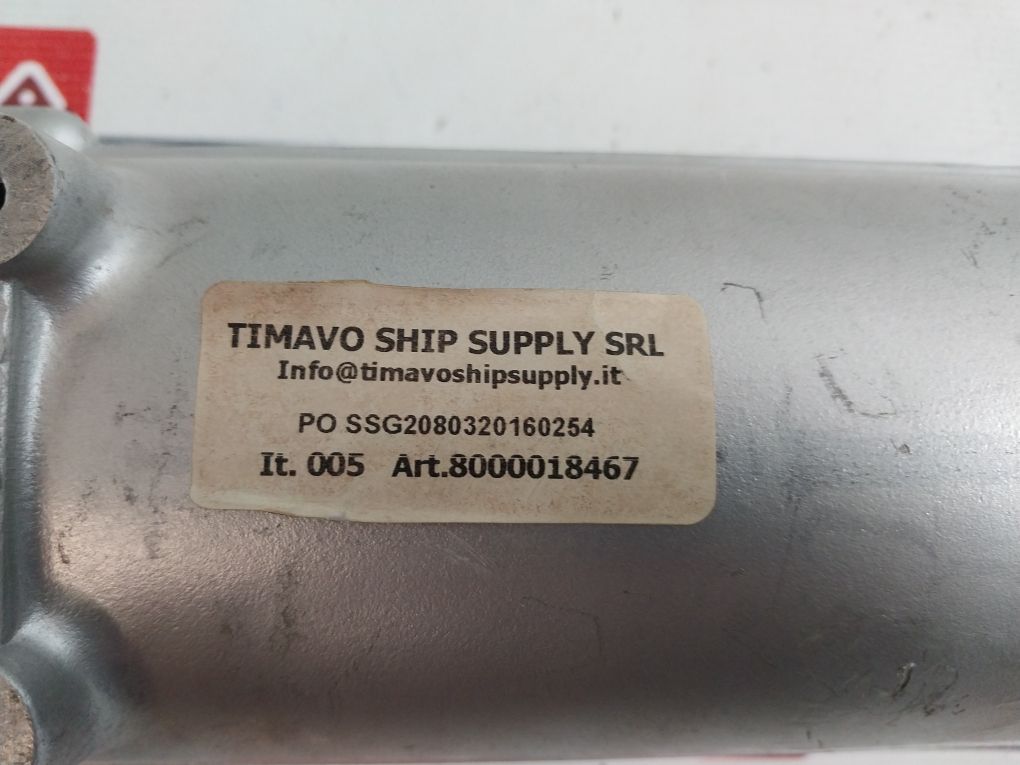 TIMAVO SHIP SUPPLY SRL
Info@timavoshipsupply.it
PO SSG2080320160254
It. 005 Art.8000018467